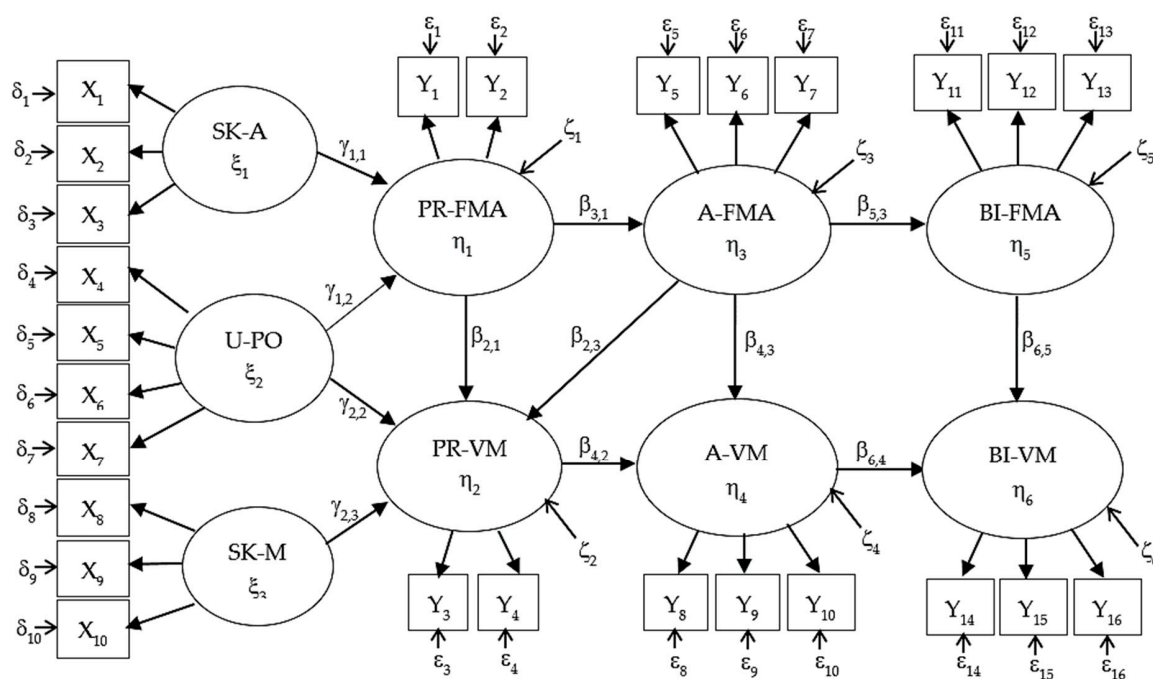 ε₁ ε₂
ε₅ ε₆ ε₇
ε₁₁ ε₁₂ ε₁₃
δ₁ X₁
Y₁ Y₂
Y₅ Y₆ Y₇
Y₁₁ Y₁₂ Y₁₃
SK-A
ξ₁
γ₁,₁
ζ₁
ζ₃
ζ₅
δ₂ X₂
δ₃ X₃
PR-FMA
η₁
β₃,₁
A-FMA
η₃
β₅,₃
BI-FMA
η₅
δ₄ X₄
γ₁,₂
δ₅ X₅
U-PO
ξ₂
β₂,₁
β₂,₃
β₄,₃
β₆,₅
δ₆ X₆
γ₂,₂
δ₇ X₇
PR-VM
η₂
β₄,₂
A-VM
η₄
β₆,₄
BI-VM
η₆
δ₈ X₈
γ₂,₃
SK-M
ξ₃
ζ₂
ζ₄
δ₉ X₉
δ₁₀ X₁₀
Y₃ Y₄
Y₈ Y₉ Y₁₀
Y₁₄ Y₁₅ Y₁₆
ε₃ ε₄
ε₈ ε₉ ε₁₀
ε₁₄ ε₁₅ ε₁₆